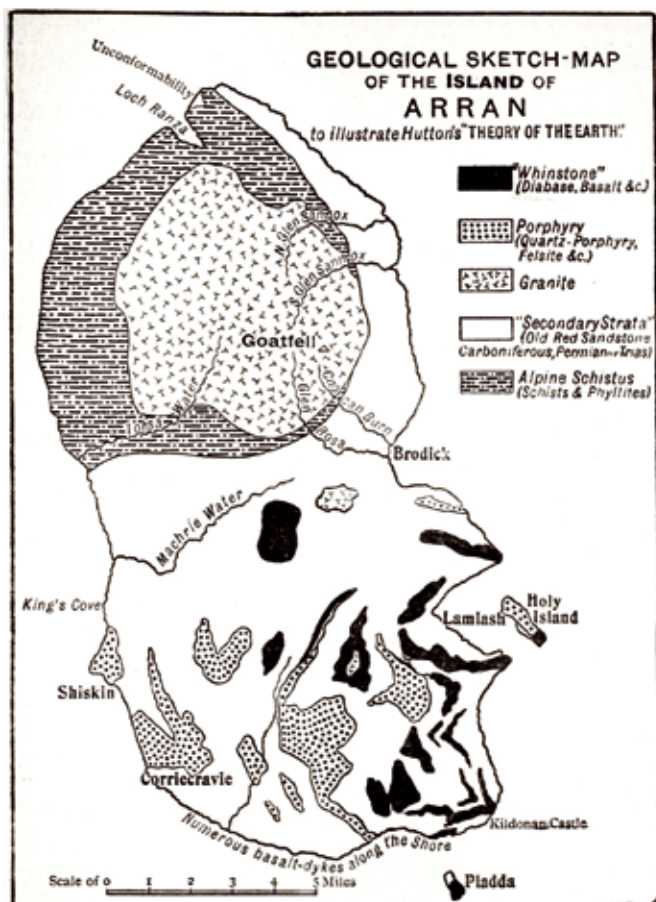 GEOLOGICAL SKETCH-MAP
OF THE ISLAND OF
ARRAN
to illustrate Hutton's "THEORY OF THE EARTH".
"Whinstone"
(Diabase, Basalt &c.)
Porphyry
(Quartz-Porphyry,
Felsite &c.)
Granite
"Secondary Strata"
(Old Red Sandstone
Carboniferous, Permian-Trias)
Alpine Schistus
(Schists & Phyllites)
Unconformability
Loch Ranza
N. Glen Sannox
S. Glen Sannox
Goatfell
Water
Glen
Rosa
Burn
Brodick
Machrie Water
King's Cove
Lamlash
Holy
Island
Shiskin
Corriecravie
Kildonan Castle
Numerous basalt-dykes along the Shore
Scale of 0 1 2 3 4 5 Miles
Pladda